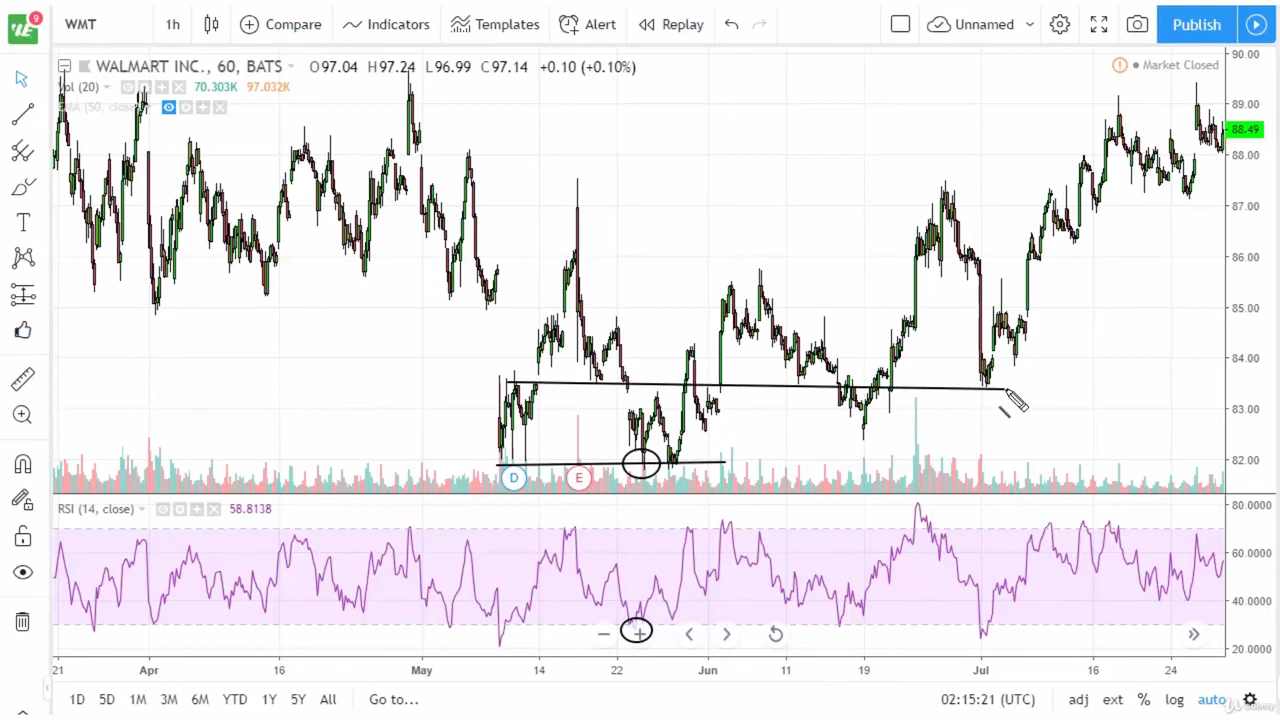 9
WMT 1h Compare Indicators Templates Alert Replay Unnamed Publish
WALMART INC., 60, BATS O97.04 H97.24 L96.99 C97.14 +0.10 (+0.10%) Market Closed
Vol (20) 70.303K 97.032K
(50, close)
90.00
89.00
88.49
88.00
87.00
86.00
85.00
84.00
83.00
82.00
D E
RSI (14, close) 58.8138
80.0000
60.0000
40.0000
20.0000
21 Apr 16 May 14 22 Jun 11 19 Jul 16 24
1D 5D 1M 3M 6M YTD 1Y 5Y All Go to... 02:15:21 (UTC) adj ext % log auto
Udemy